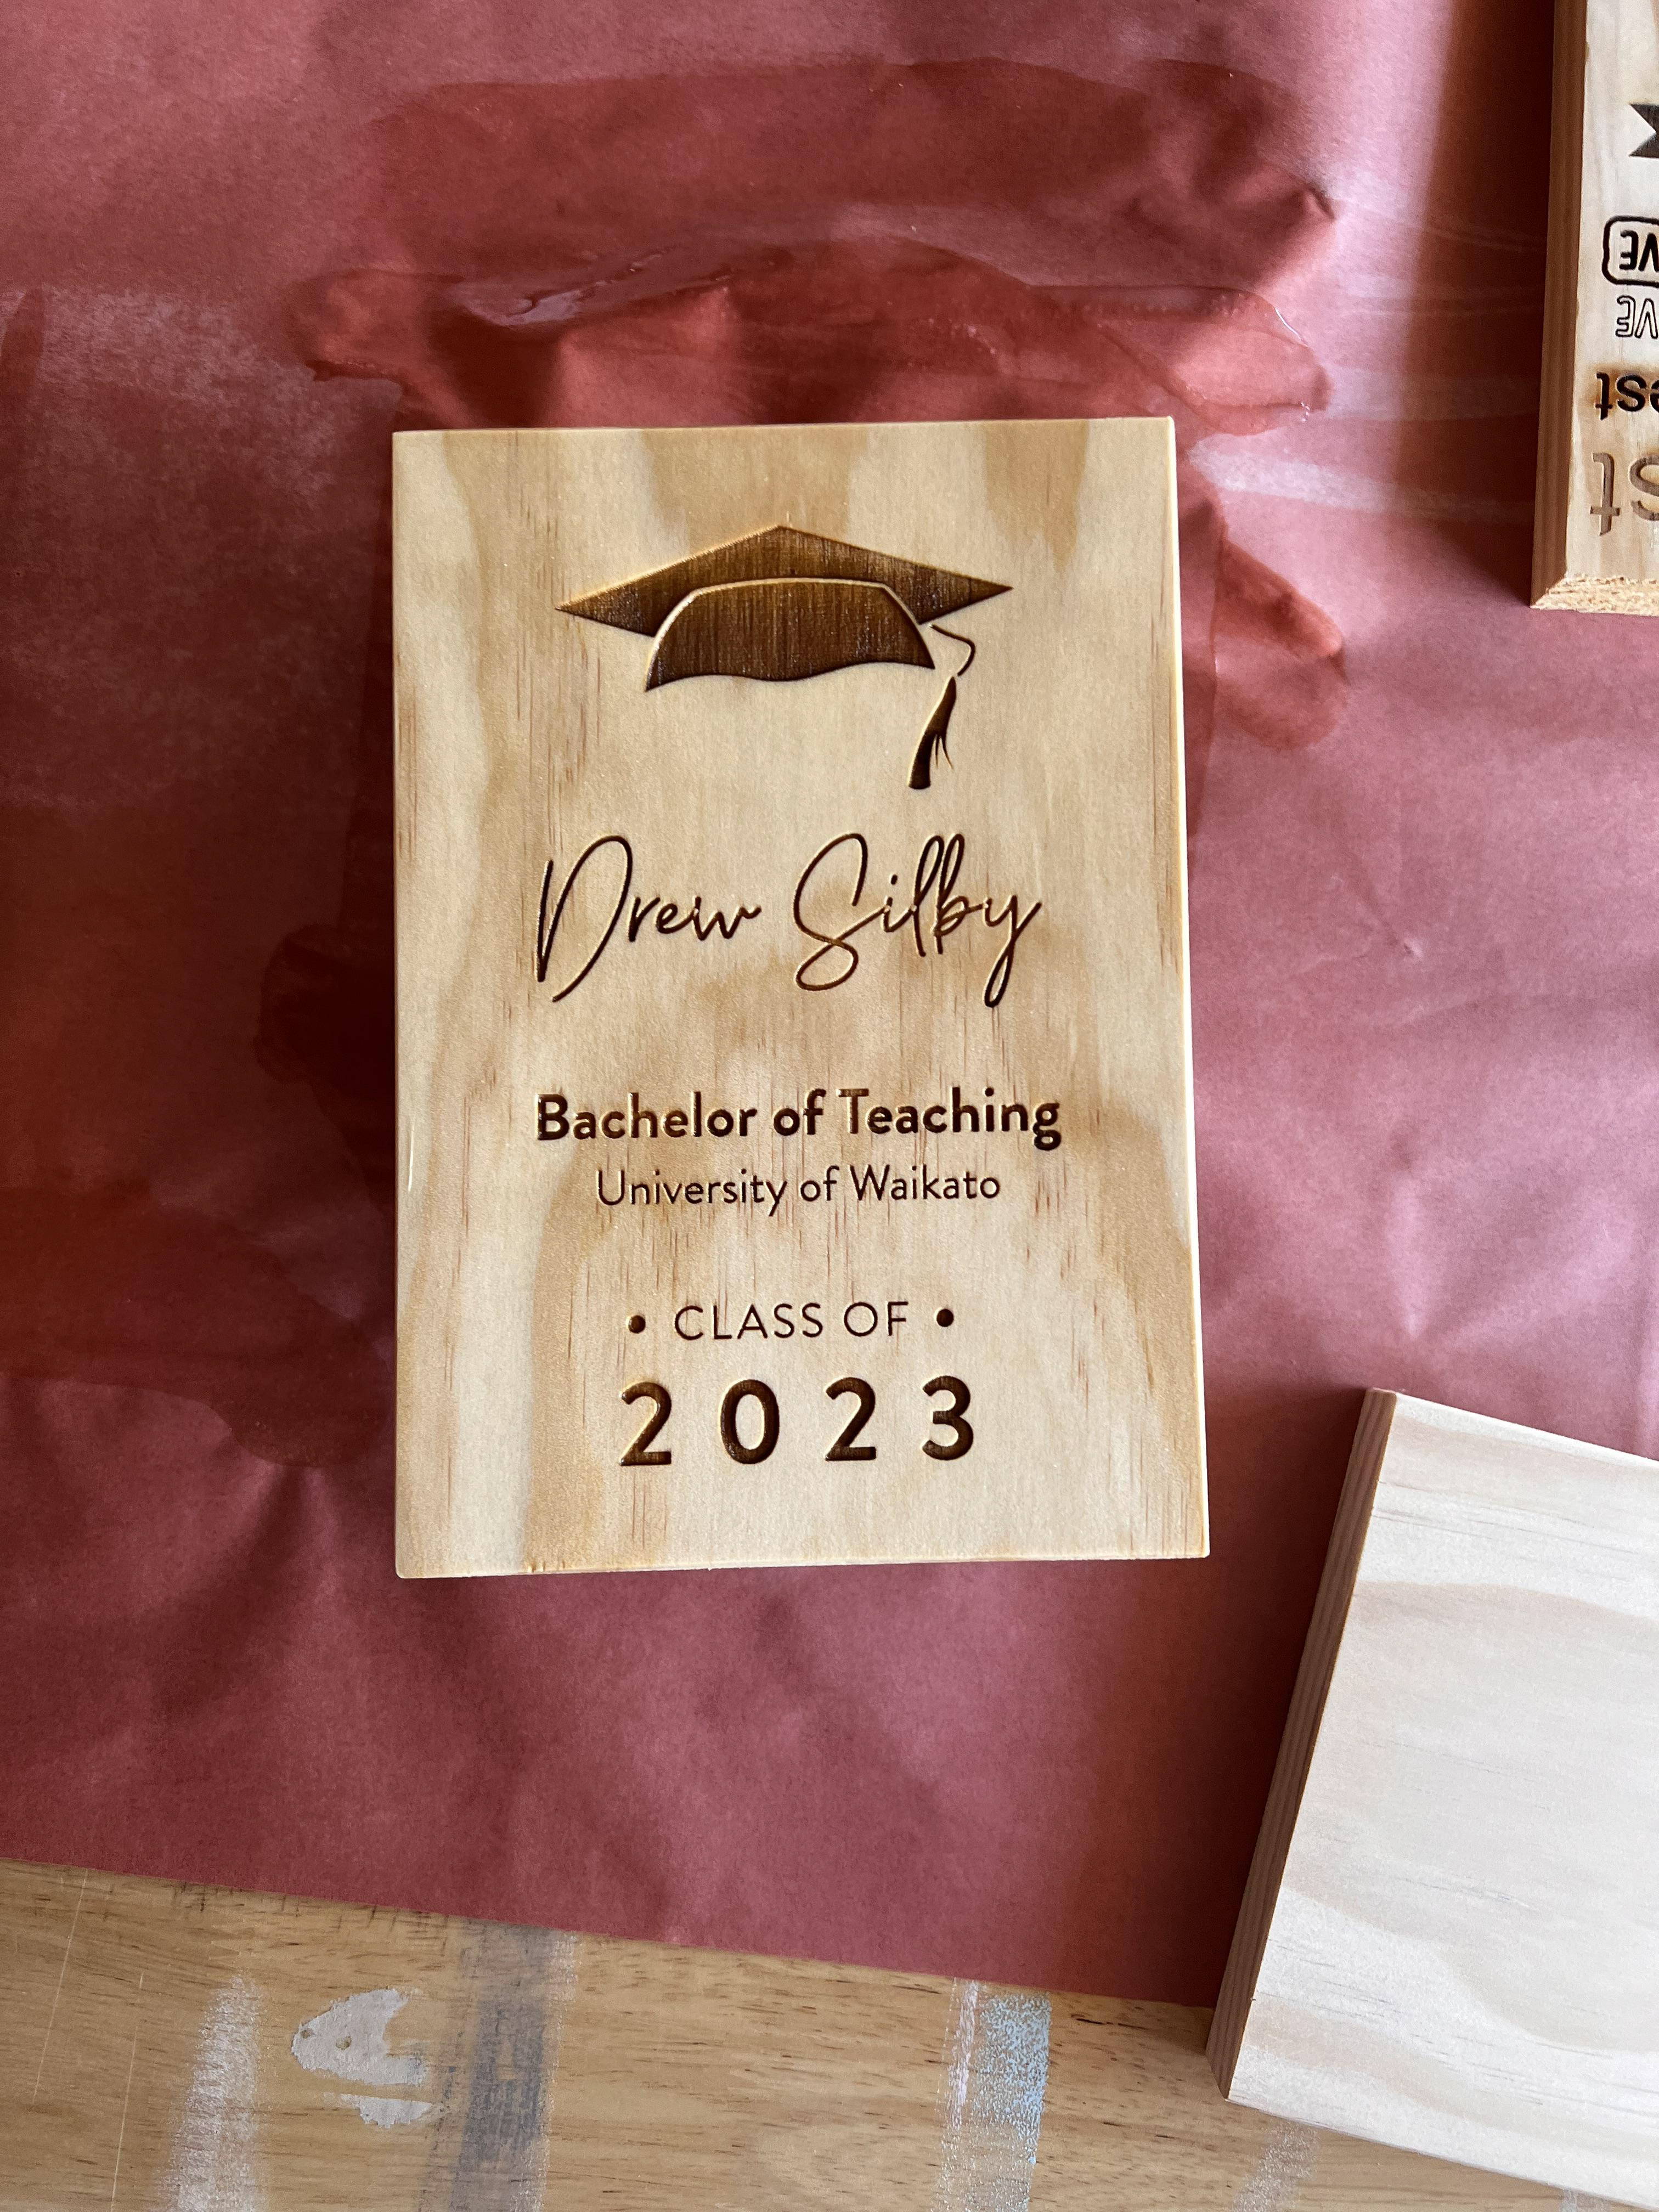 Drew Silby
Bachelor of Teaching
University of Waikato
• CLASS OF •
2023